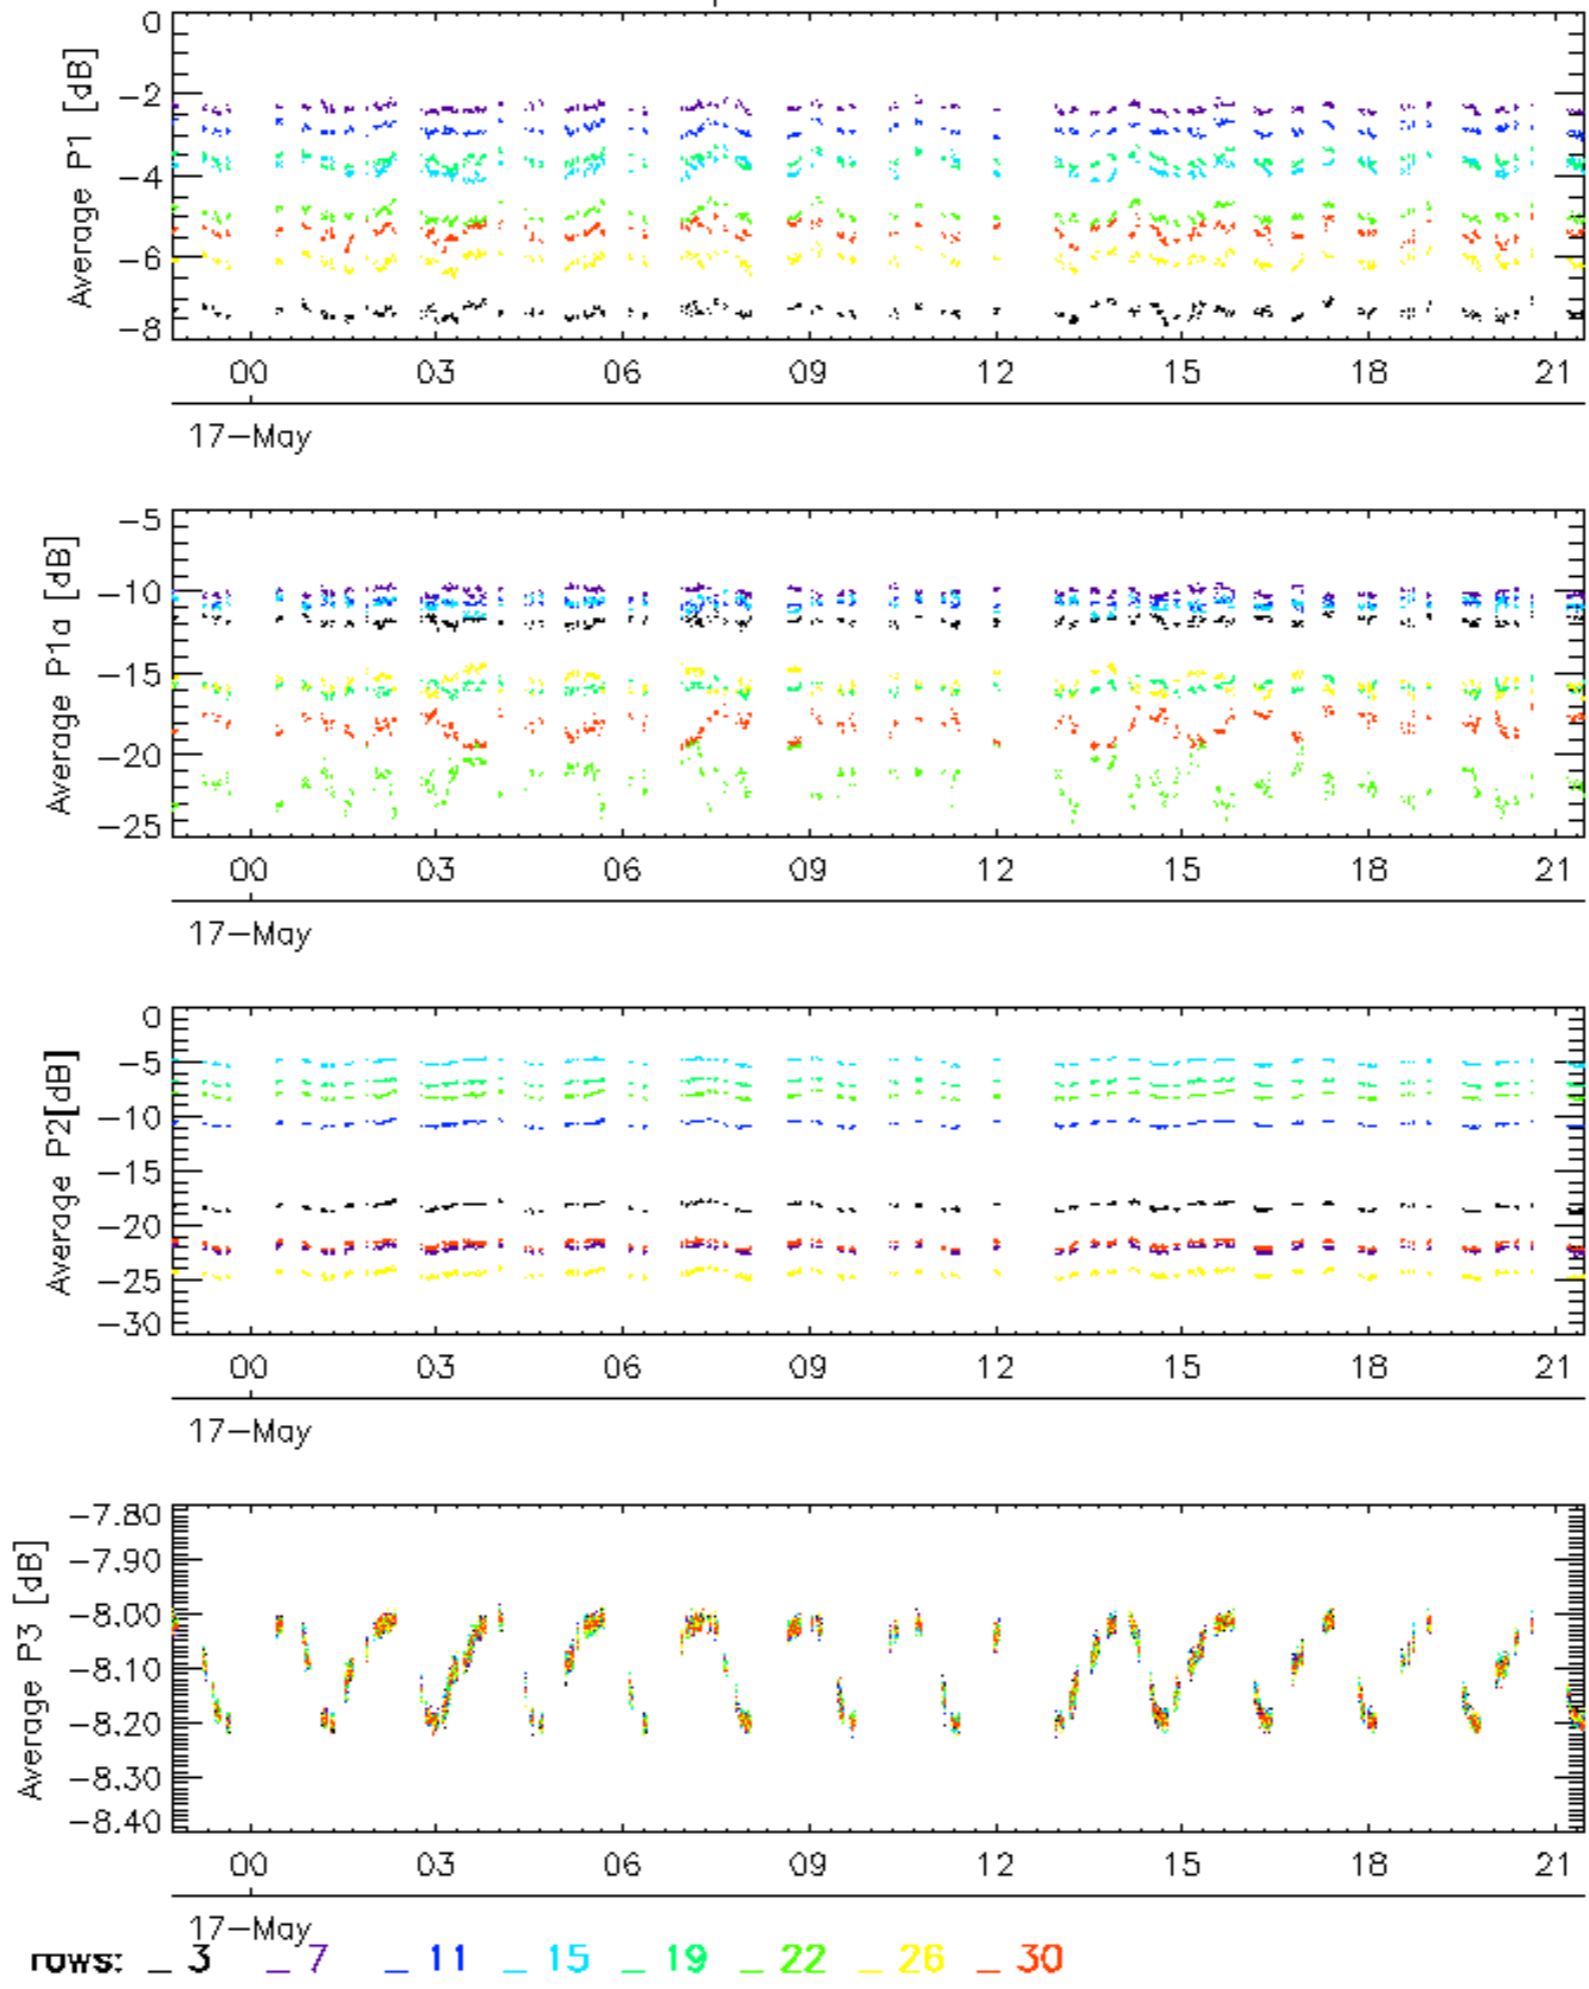 0
-2
-4
-6
-8
Average P1 [dB]
00 03 06 09 12 15 18 21
17-May
-5
-10
-15
-20
-25
Average P1a [dB]
00 03 06 09 12 15 18 21
17-May
0
-5
-10
-15
-20
-25
-30
Average P2[dB]
00 03 06 09 12 15 18 21
17-May
-7.80
-7.90
-8.00
-8.10
-8.20
-8.30
-8.40
Average P3 [dB]
00 03 06 09 12 15 18 21
17-May
rows: _ 3 _ 7 _ 11 _ 15 _ 19 _ 22 _ 26 _ 30